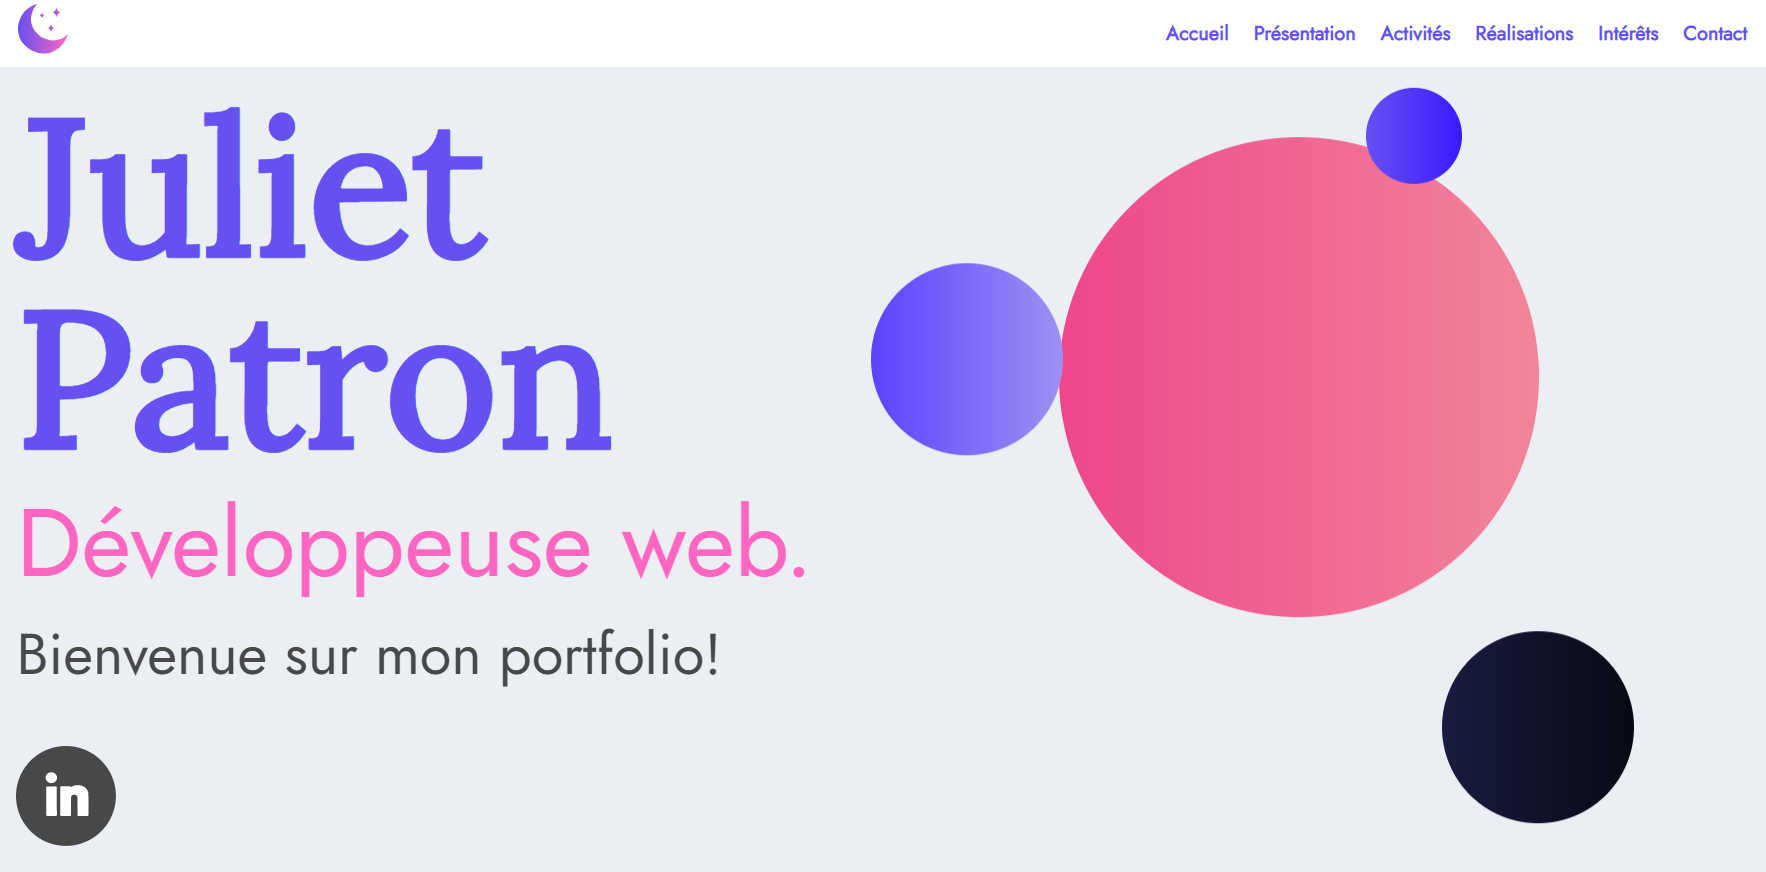 Accueil Présentation Activités Réalisations Intérêts Contact
Juliet
Patron
Développeuse web.
Bienvenue sur mon portfolio!
in